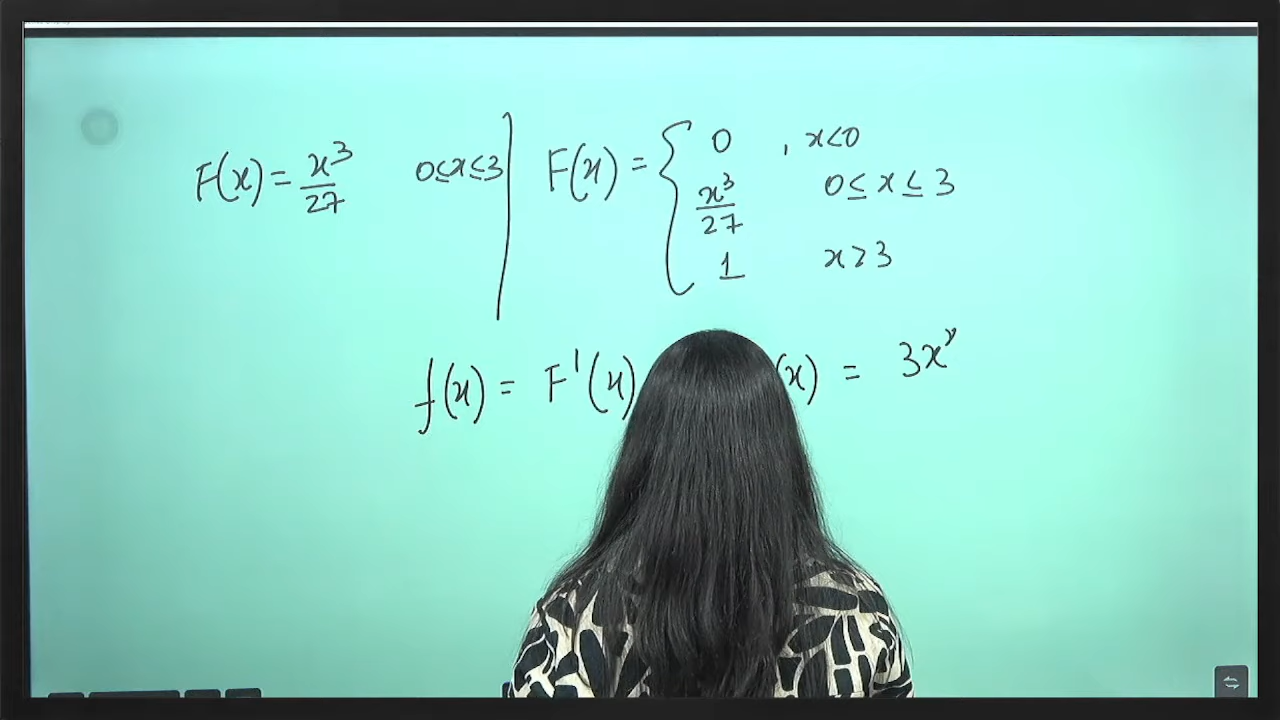 F(x) = x³/27 0≤x≤3
F(x) = { 0 , x<0
x³/27 0 ≤ x ≤ 3
1 x≥3
f(x) = F'(x) (x) = 3x²